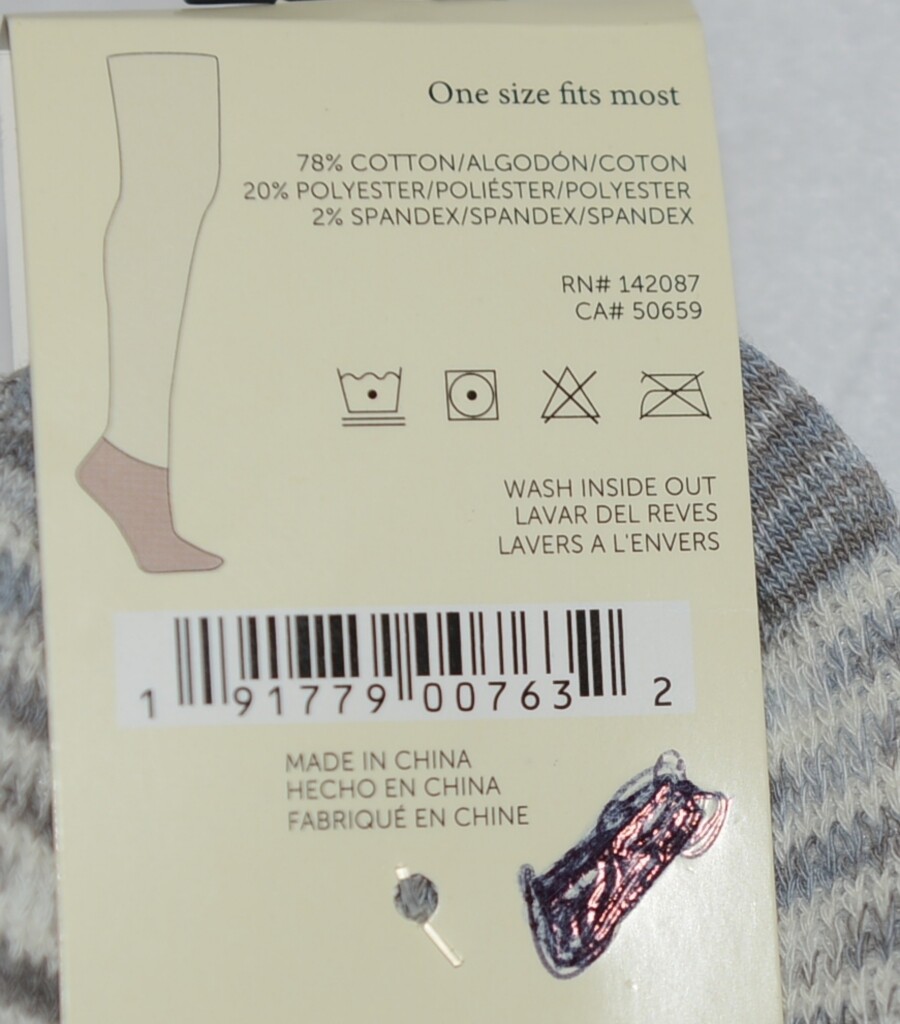 One size fits most
78% COTTON/ALGODÓN/COTON
20% POLYESTER/POLIÉSTER/POLYESTER
2% SPANDEX/SPANDEX/SPANDEX
RN# 142087
CA# 50659
WASH INSIDE OUT
LAVAR DEL REVES
LAVERS A L'ENVERS
1 91779 00763 2
MADE IN CHINA
HECHO EN CHINA
FABRIQUÉ EN CHINE